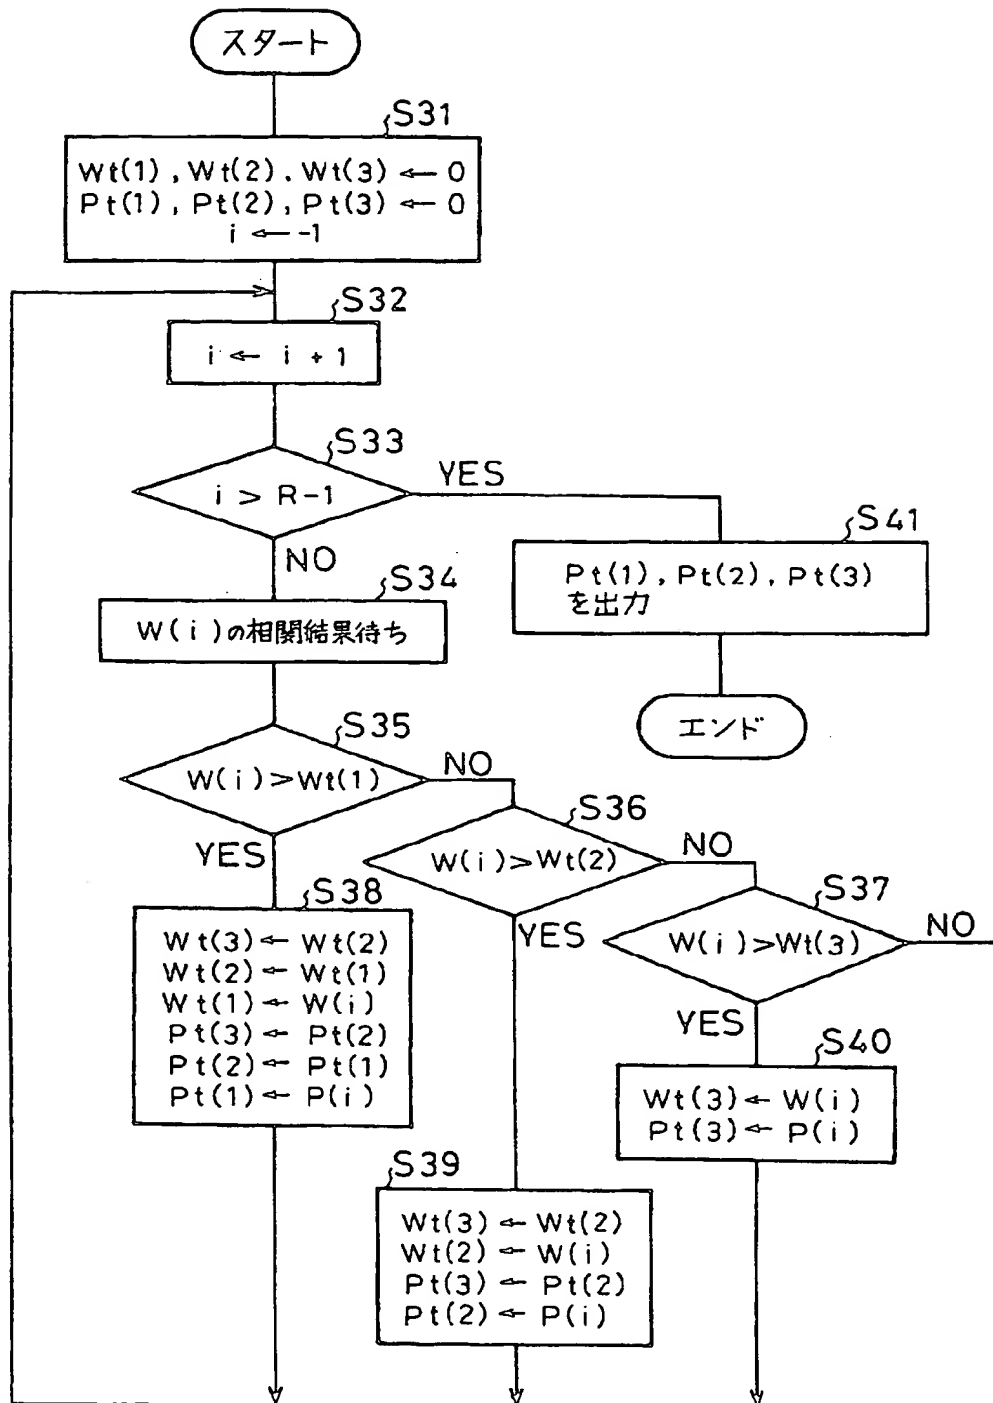 スタート
S31
Wt(1), Wt(2). Wt(3) ← 0
Pt(1), Pt(2), Pt(3) ← 0
i ← -1
S32
i ← i + 1
S33
i > R-1
YES
NO
S41
Pt(1), Pt(2), Pt(3)
を出力
エンド
S34
W(i)の相関結果待ち
S35
W(i)>Wt(1)
NO
YES
S36
W(i)>Wt(2)
NO
YES
S37
W(i)>Wt(3)
NO
YES
S38
Wt(3) ← Wt(2)
Wt(2) ← Wt(1)
Wt(1) ← W(i)
Pt(3) ← Pt(2)
Pt(2) ← Pt(1)
Pt(1) ← P(i)
S40
Wt(3) ← W(i)
Pt(3) ← P(i)
S39
Wt(3) ← Wt(2)
Wt(2) ← W(i)
Pt(3) ← Pt(2)
Pt(2) ← P(i)